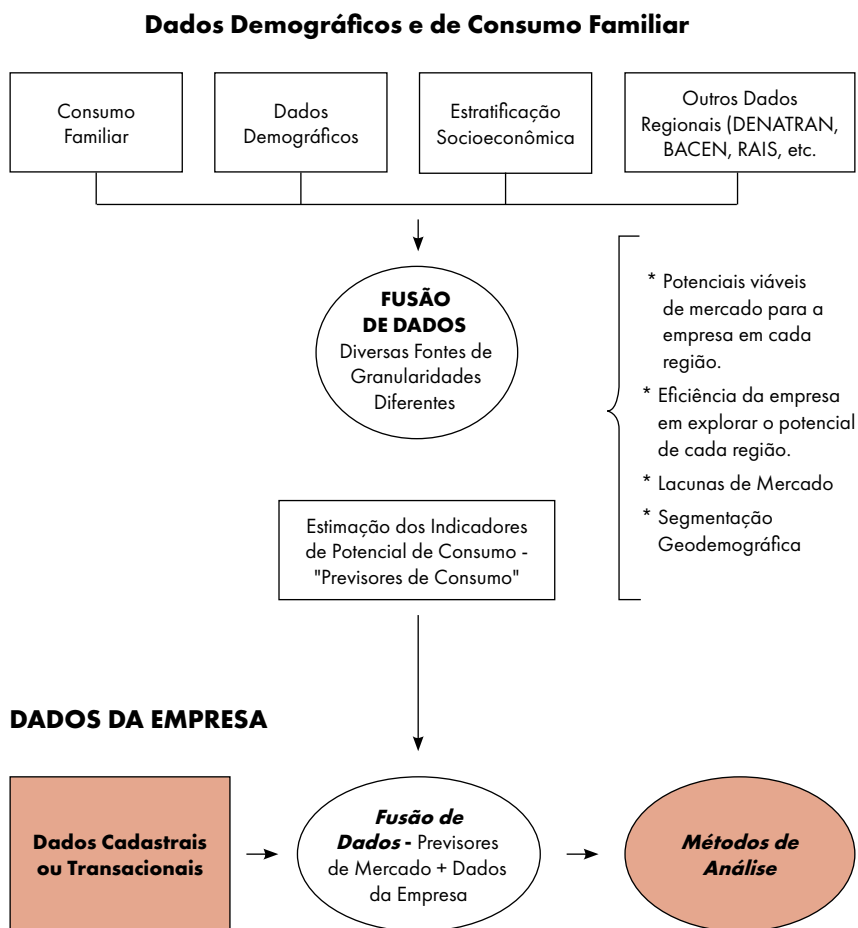 Dados Demográficos e de Consumo Familiar
Consumo
Familiar
Dados
Demográficos
Estratificação
Socioeconômica
Outros Dados
Regionais (DENATRAN,
BACEN, RAIS, etc.
FUSÃO
DE DADOS
Diversas Fontes de
Granularidades
Diferentes
* Potenciais viáveis
de mercado para a
empresa em cada
região.
* Eficiência da empresa
em explorar o potencial
de cada região.
* Lacunas de Mercado
* Segmentação
Geodemográfica
Estimação dos Indicadores
de Potencial de Consumo -
"Previsores de Consumo"
DADOS DA EMPRESA
Dados Cadastrais
ou Transacionais
Fusão de
Dados - Previsores
de Mercado + Dados
da Empresa
Métodos de
Análise